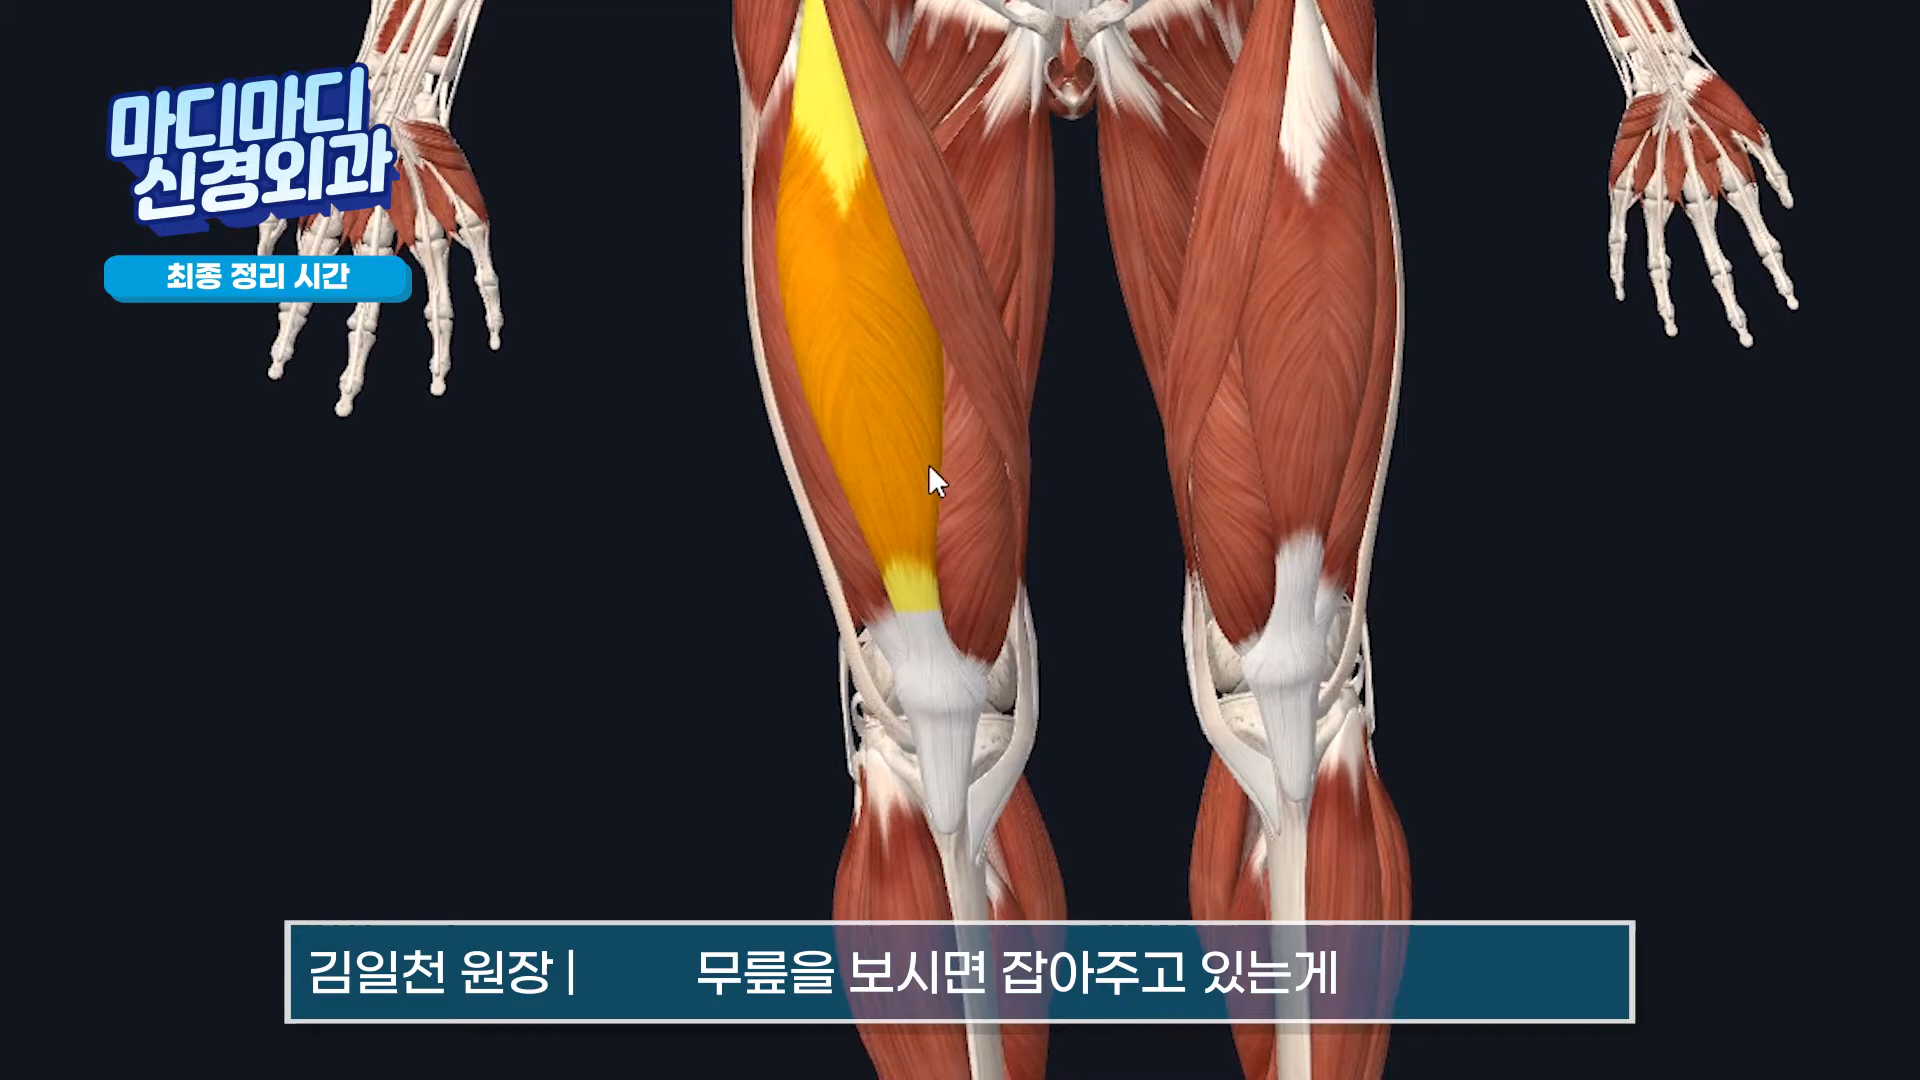 마디마디
신경외과
최종 정리 시간
김일천 원장 | 무릎을 보시면 잡아주고 있는게